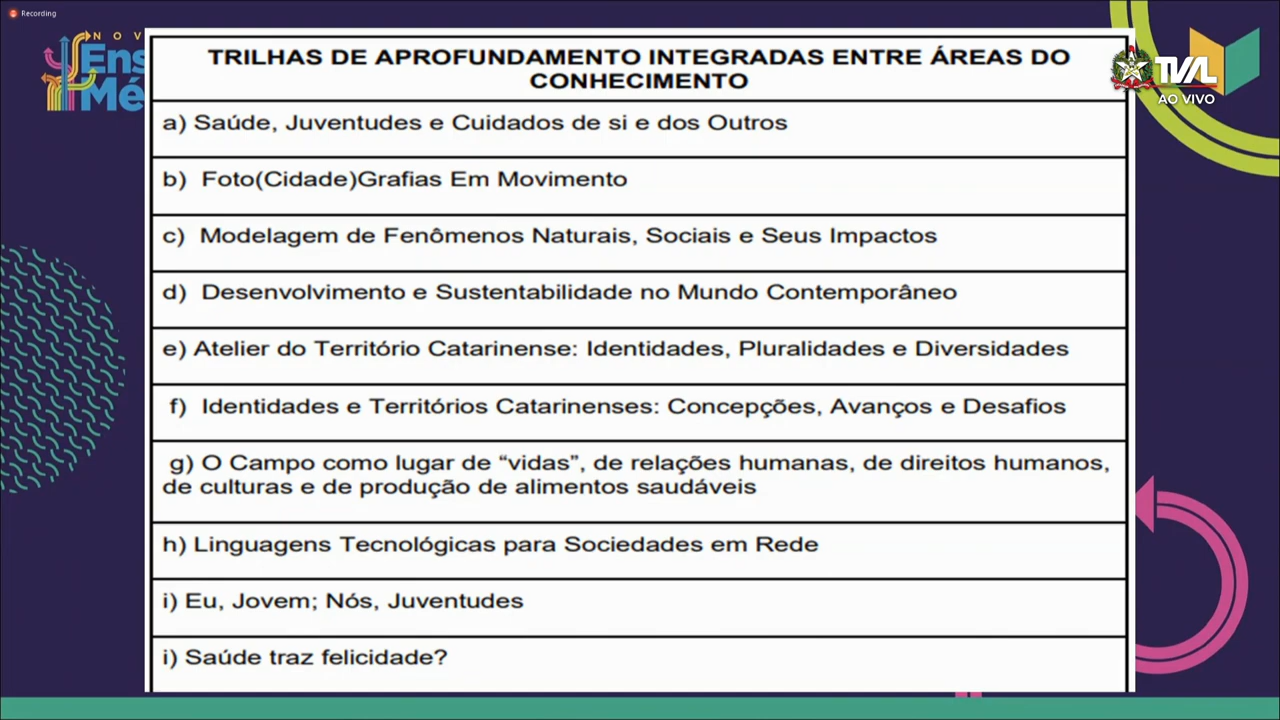 Recording
NOV
Ens
Mé
TRILHAS DE APROFUNDAMENTO INTEGRADAS ENTRE ÁREAS DO
CONHECIMENTO
TVAL
AO VIVO
a) Saúde, Juventudes e Cuidados de si e dos Outros
b) Foto(Cidade)Grafias Em Movimento
c) Modelagem de Fenômenos Naturais, Sociais e Seus Impactos
d) Desenvolvimento e Sustentabilidade no Mundo Contemporâneo
e) Atelier do Território Catarinense: Identidades, Pluralidades e Diversidades
f) Identidades e Territórios Catarinenses: Concepções, Avanços e Desafios
g) O Campo como lugar de “vidas”, de relações humanas, de direitos humanos,
de culturas e de produção de alimentos saudáveis
h) Linguagens Tecnológicas para Sociedades em Rede
i) Eu, Jovem; Nós, Juventudes
i) Saúde traz felicidade?